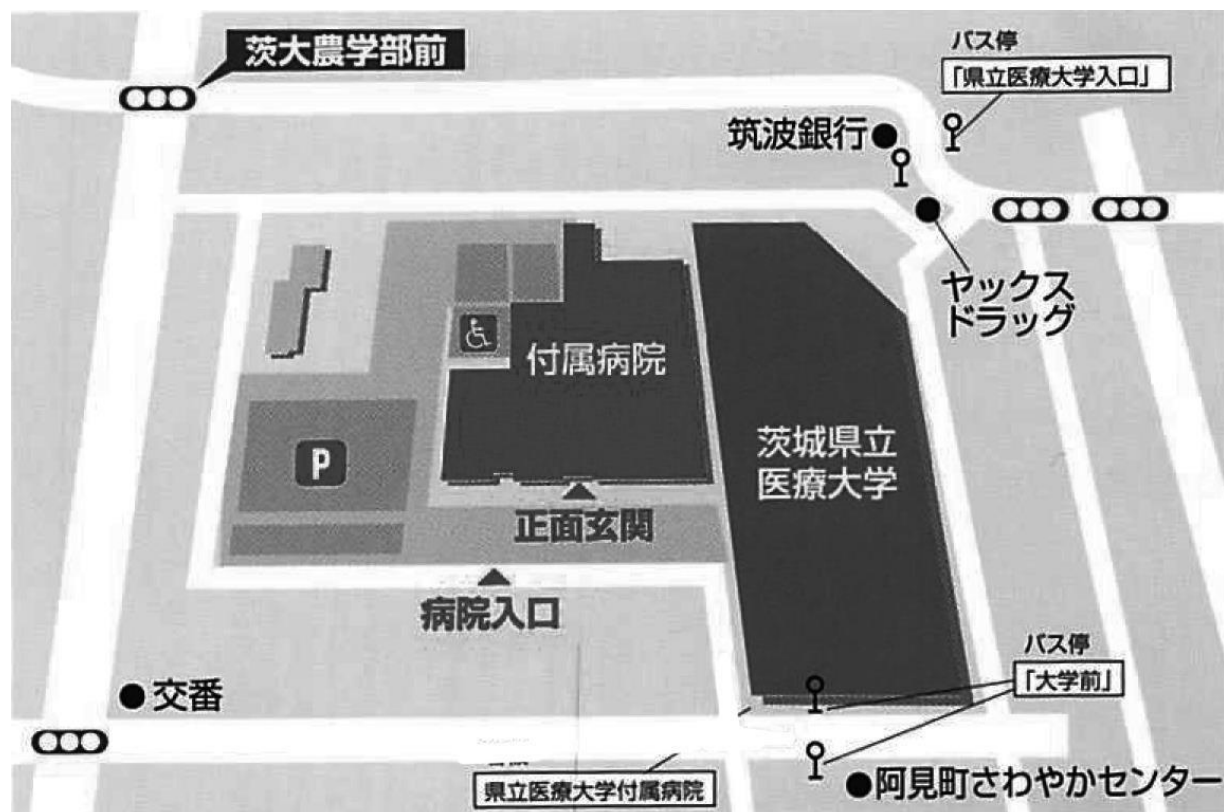 茨大農学部前
バス停
「県立医療大学入口」
筑波銀行
ヤックス
ドラッグ
付属病院
茨城県立
医療大学
P
正面玄関
病院入口
バス停
「大学前」
交番
県立医療大学付属病院
阿見町さわやかセンター